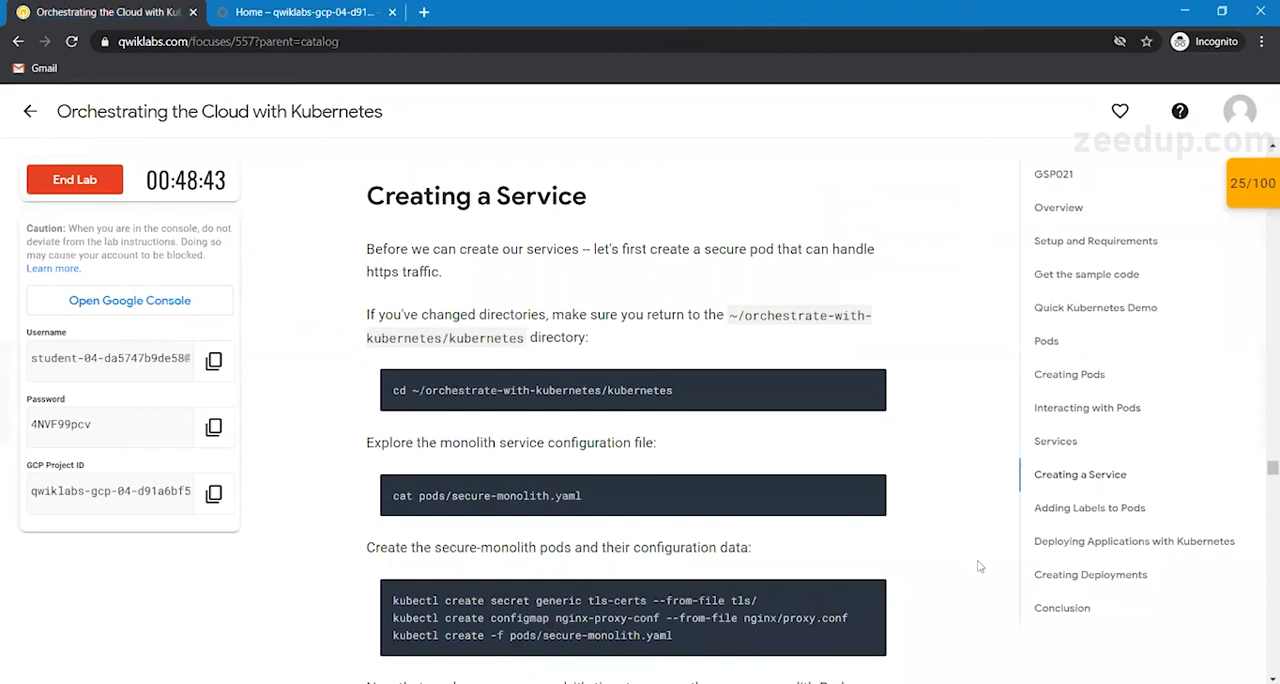 Orchestrating the Cloud with Kut
Home – qwiklabs-gcp-04-d91...
qwiklabs.com/focuses/557?parent=catalog
Incognito
Gmail
Orchestrating the Cloud with Kubernetes
zeedup.com
End Lab
00:48:43
25/100
Caution: When you are in the console, do not
deviate from the lab instructions. Doing so
may cause your account to be blocked.
Learn more.
Open Google Console
Username
student-04-da5747b9de58@
Password
4NVF99pcv
GCP Project ID
qwiklabs-gcp-04-d91a6bf5
Creating a Service
Before we can create our services -- let's first create a secure pod that can handle
https traffic.
If you've changed directories, make sure you return to the ~/orchestrate-with-
kubernetes/kubernetes directory:
cd ~/orchestrate-with-kubernetes/kubernetes
Explore the monolith service configuration file:
cat pods/secure-monolith.yaml
Create the secure-monolith pods and their configuration data:
kubectl create secret generic tls-certs --from-file tls/
kubectl create configmap nginx-proxy-conf --from-file nginx/proxy.conf
kubectl create -f pods/secure-monolith.yaml
GSP021
Overview
Setup and Requirements
Get the sample code
Quick Kubernetes Demo
Pods
Creating Pods
Interacting with Pods
Services
Creating a Service
Adding Labels to Pods
Deploying Applications with Kubernetes
Creating Deployments
Conclusion